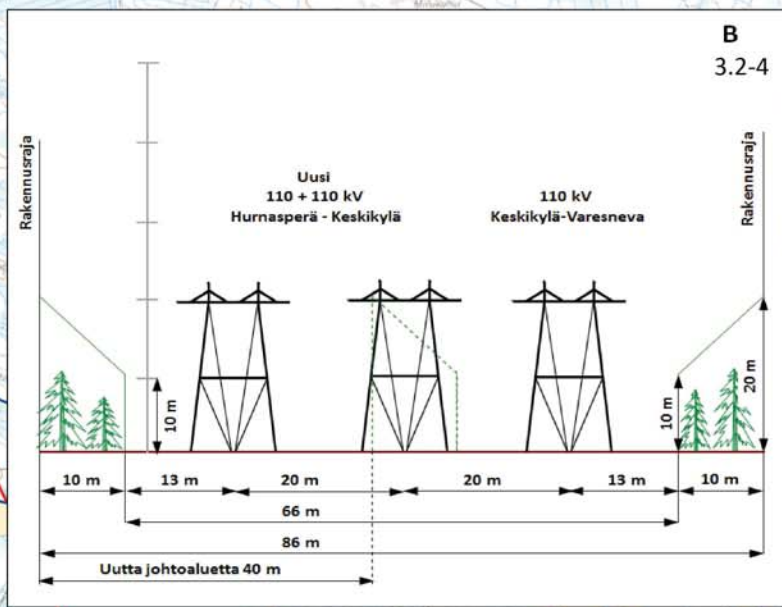 B
3.2-4
Rakennusraja
Uusi
110 + 110 kV
Hurnasperä - Keskikylä
110 kV
Keskikylä-Varesneva
Rakennusraja
10 m
10 m
20 m
10 m
13 m
20 m
20 m
13 m
10 m
66 m
86 m
Uutta johtoaluetta 40 m